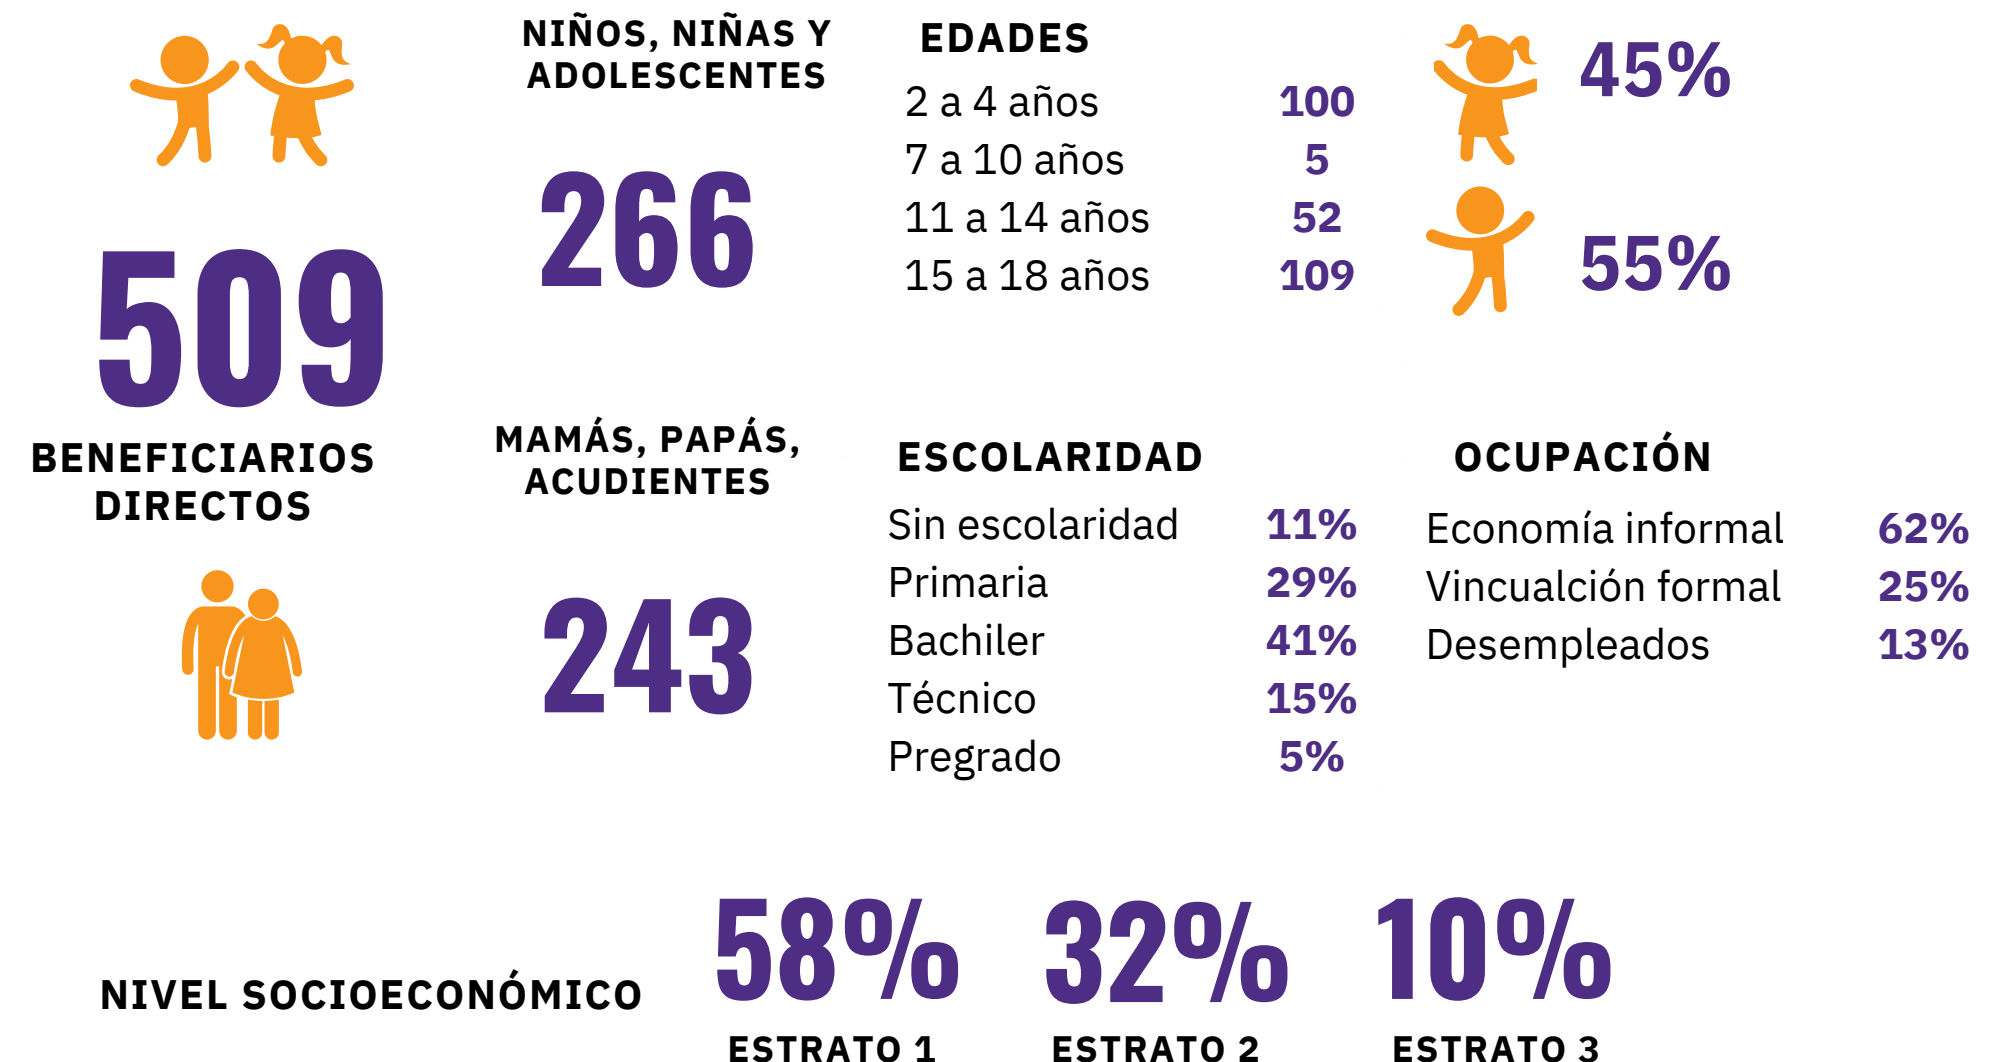 509
BENEFICIARIOS
DIRECTOS
NIÑOS, NIÑAS Y
ADOLESCENTES
266
EDADES
2 a 4 años 100
7 a 10 años 5
11 a 14 años 52
15 a 18 años 109
45%
55%
MAMÁS, PAPÁS,
ACUDIENTES
243
ESCOLARIDAD
Sin escolaridad 11%
Primaria 29%
Bachiler 41%
Técnico 15%
Pregrado 5%
OCUPACIÓN
Economía informal 62%
Vincualción formal 25%
Desempleados 13%
NIVEL SOCIOECONÓMICO
58%
ESTRATO 1
32%
ESTRATO 2
10%
ESTRATO 3